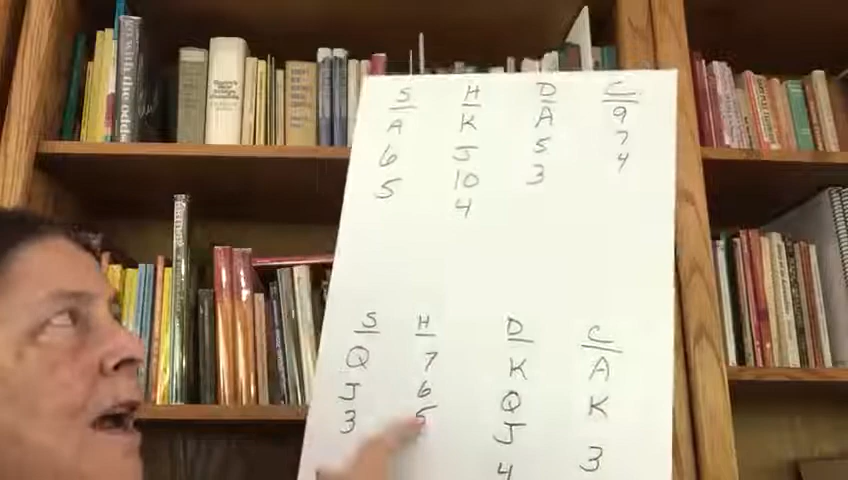 S H D C
A K A 9
6 J 5 7
5 10 3 4
4
S H D C
Q 7 K A
J 6 Q K
3 5 J 3
4